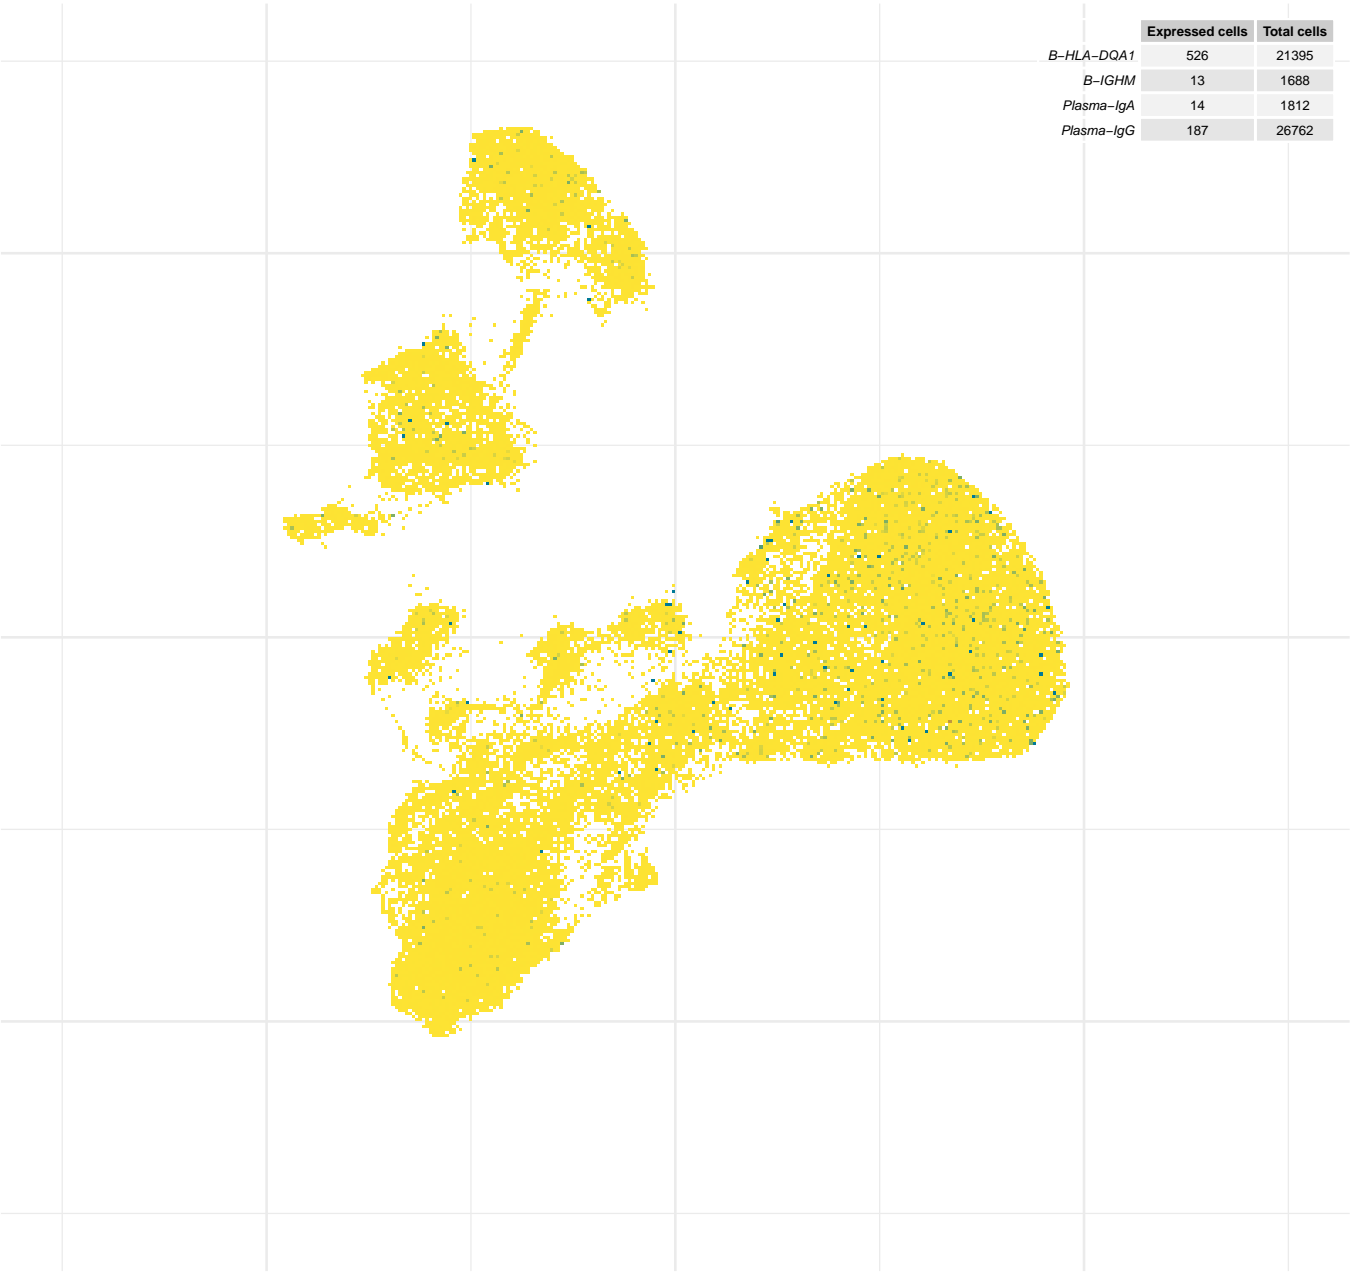 Expressed cells Total cells
B−HLA−DQA1 526 21395
B−IGHM 13 1688
Plasma−IgA 14 1812
Plasma−IgG 187 26762